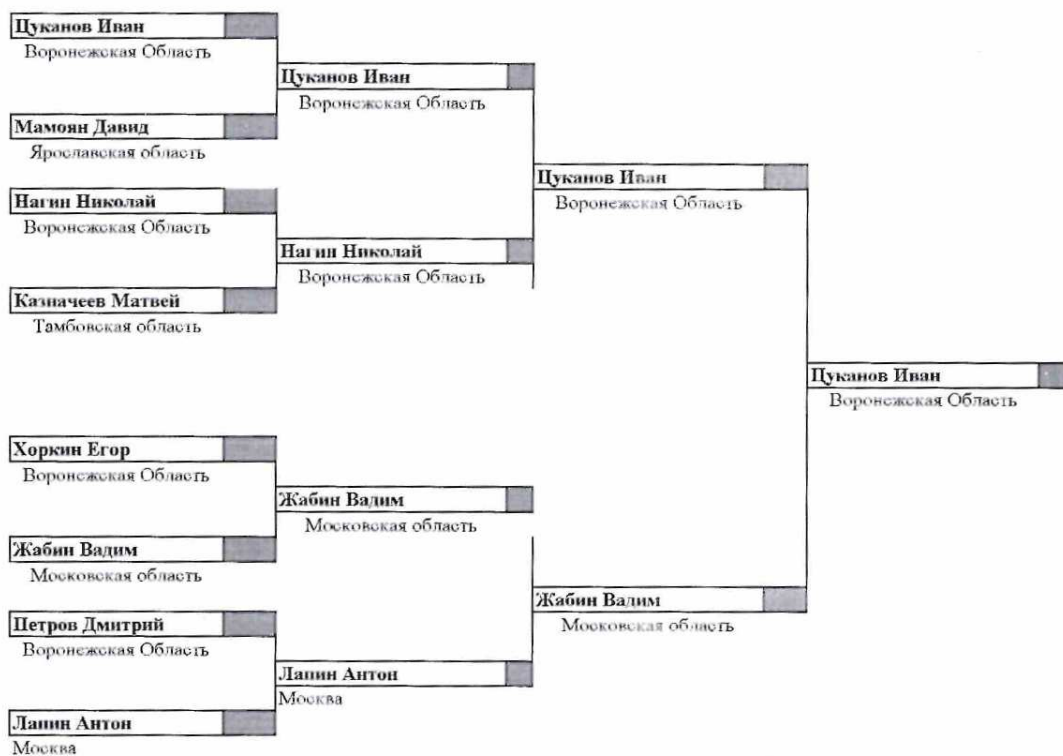 Цуканов Иван
Воронежская Область
Цуканов Иван
Воронежская Область
Мамоян Давид
Ярославская область
Цуканов Иван
Воронежская Область
Нагин Николай
Воронежская Область
Нагин Николай
Воронежская Область
Казначеев Матвей
Тамбовская область
Цуканов Иван
Воронежская Область
Хоркин Егор
Воронежская Область
Жабин Вадим
Московская область
Жабин Вадим
Московская область
Жабин Вадим
Московская область
Петров Дмитрий
Воронежская Область
Лапин Антон
Москва
Лапин Антон
Москва